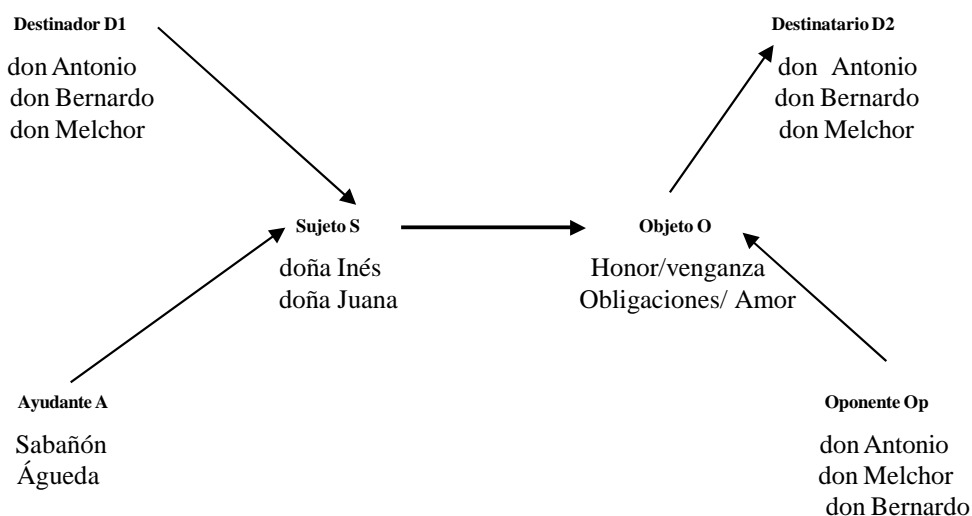 Destinador D1
don Antonio
don Bernardo
don Melchor
Destinatario D2
don Antonio
don Bernardo
don Melchor
Sujeto S
doña Inés
doña Juana
Objeto O
Honor/venganza
Obligaciones/ Amor
Ayudante A
Sabañón
Águeda
Oponente Op
don Antonio
don Melchor
don Bernardo